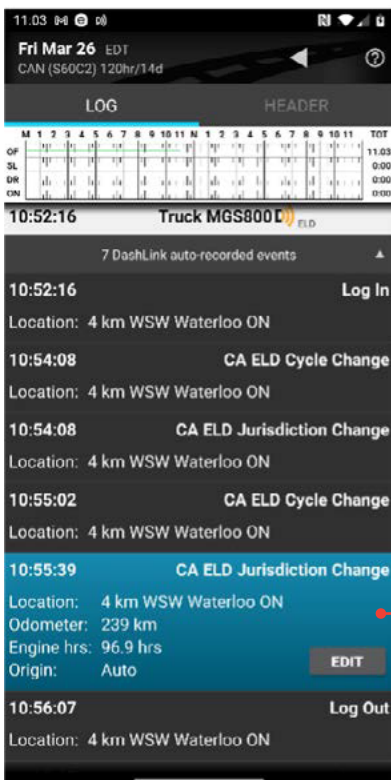 11.03
Fri Mar 26 EDT
CAN (S60C2) 120hr/14d
LOG HEADER
M 1 2 3 4 5 6 7 8 9 10 11 N 1 2 3 4 5 6 7 8 9 10 11 TOT
OF 11.03
SL 0:00
DR 0:00
ON 0:00
10:52:16 Truck MGS800 ELD
7 DashLink auto-recorded events
10:52:16 Log In
Location: 4 km WSW Waterloo ON
10:54:08 CA ELD Cycle Change
Location: 4 km WSW Waterloo ON
10:54:08 CA ELD Jurisdiction Change
Location: 4 km WSW Waterloo ON
10:55:02 CA ELD Cycle Change
Location: 4 km WSW Waterloo ON
10:55:39 CA ELD Jurisdiction Change
Location: 4 km WSW Waterloo ON
Odometer: 239 km
Engine hrs: 96.9 hrs
Origin: Auto
EDIT
10:56:07 Log Out
Location: 4 km WSW Waterloo ON